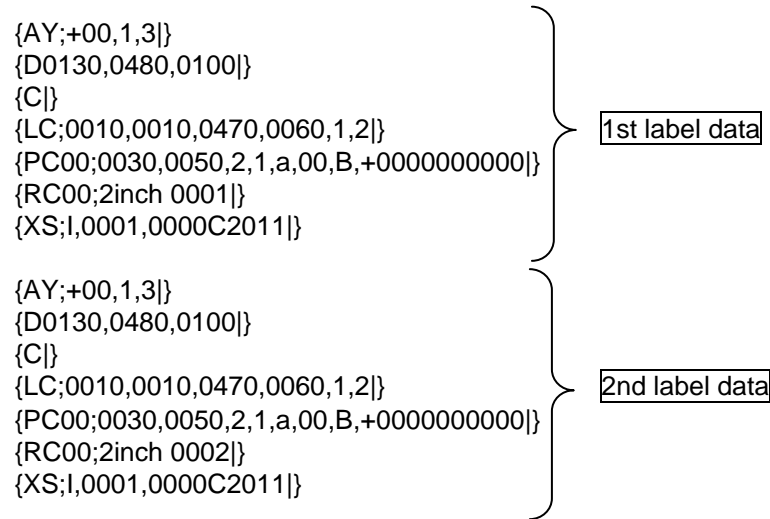 {AY;+00,1,3|}
{D0130,0480,0100|}
{C|}
{LC;0010,0010,0470,0060,1,2|}
{PC00;0030,0050,2,1,a,00,B,+0000000000|}
{RC00;2inch 0001|}
{XS;I,0001,0000C2011|}
1st label data
{AY;+00,1,3|}
{D0130,0480,0100|}
{C|}
{LC;0010,0010,0470,0060,1,2|}
{PC00;0030,0050,2,1,a,00,B,+0000000000|}
{RC00;2inch 0002|}
{XS;I,0001,0000C2011|}
2nd label data